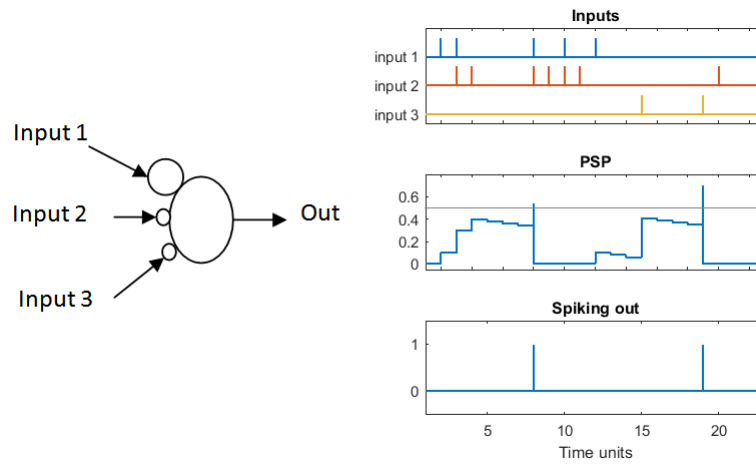 Input 1
Input 2
Input 3
Out
Inputs
input 1
input 2
input 3
PSP
0.6
0.4
0.2
0
Spiking out
1
0
5 10 15 20
Time units